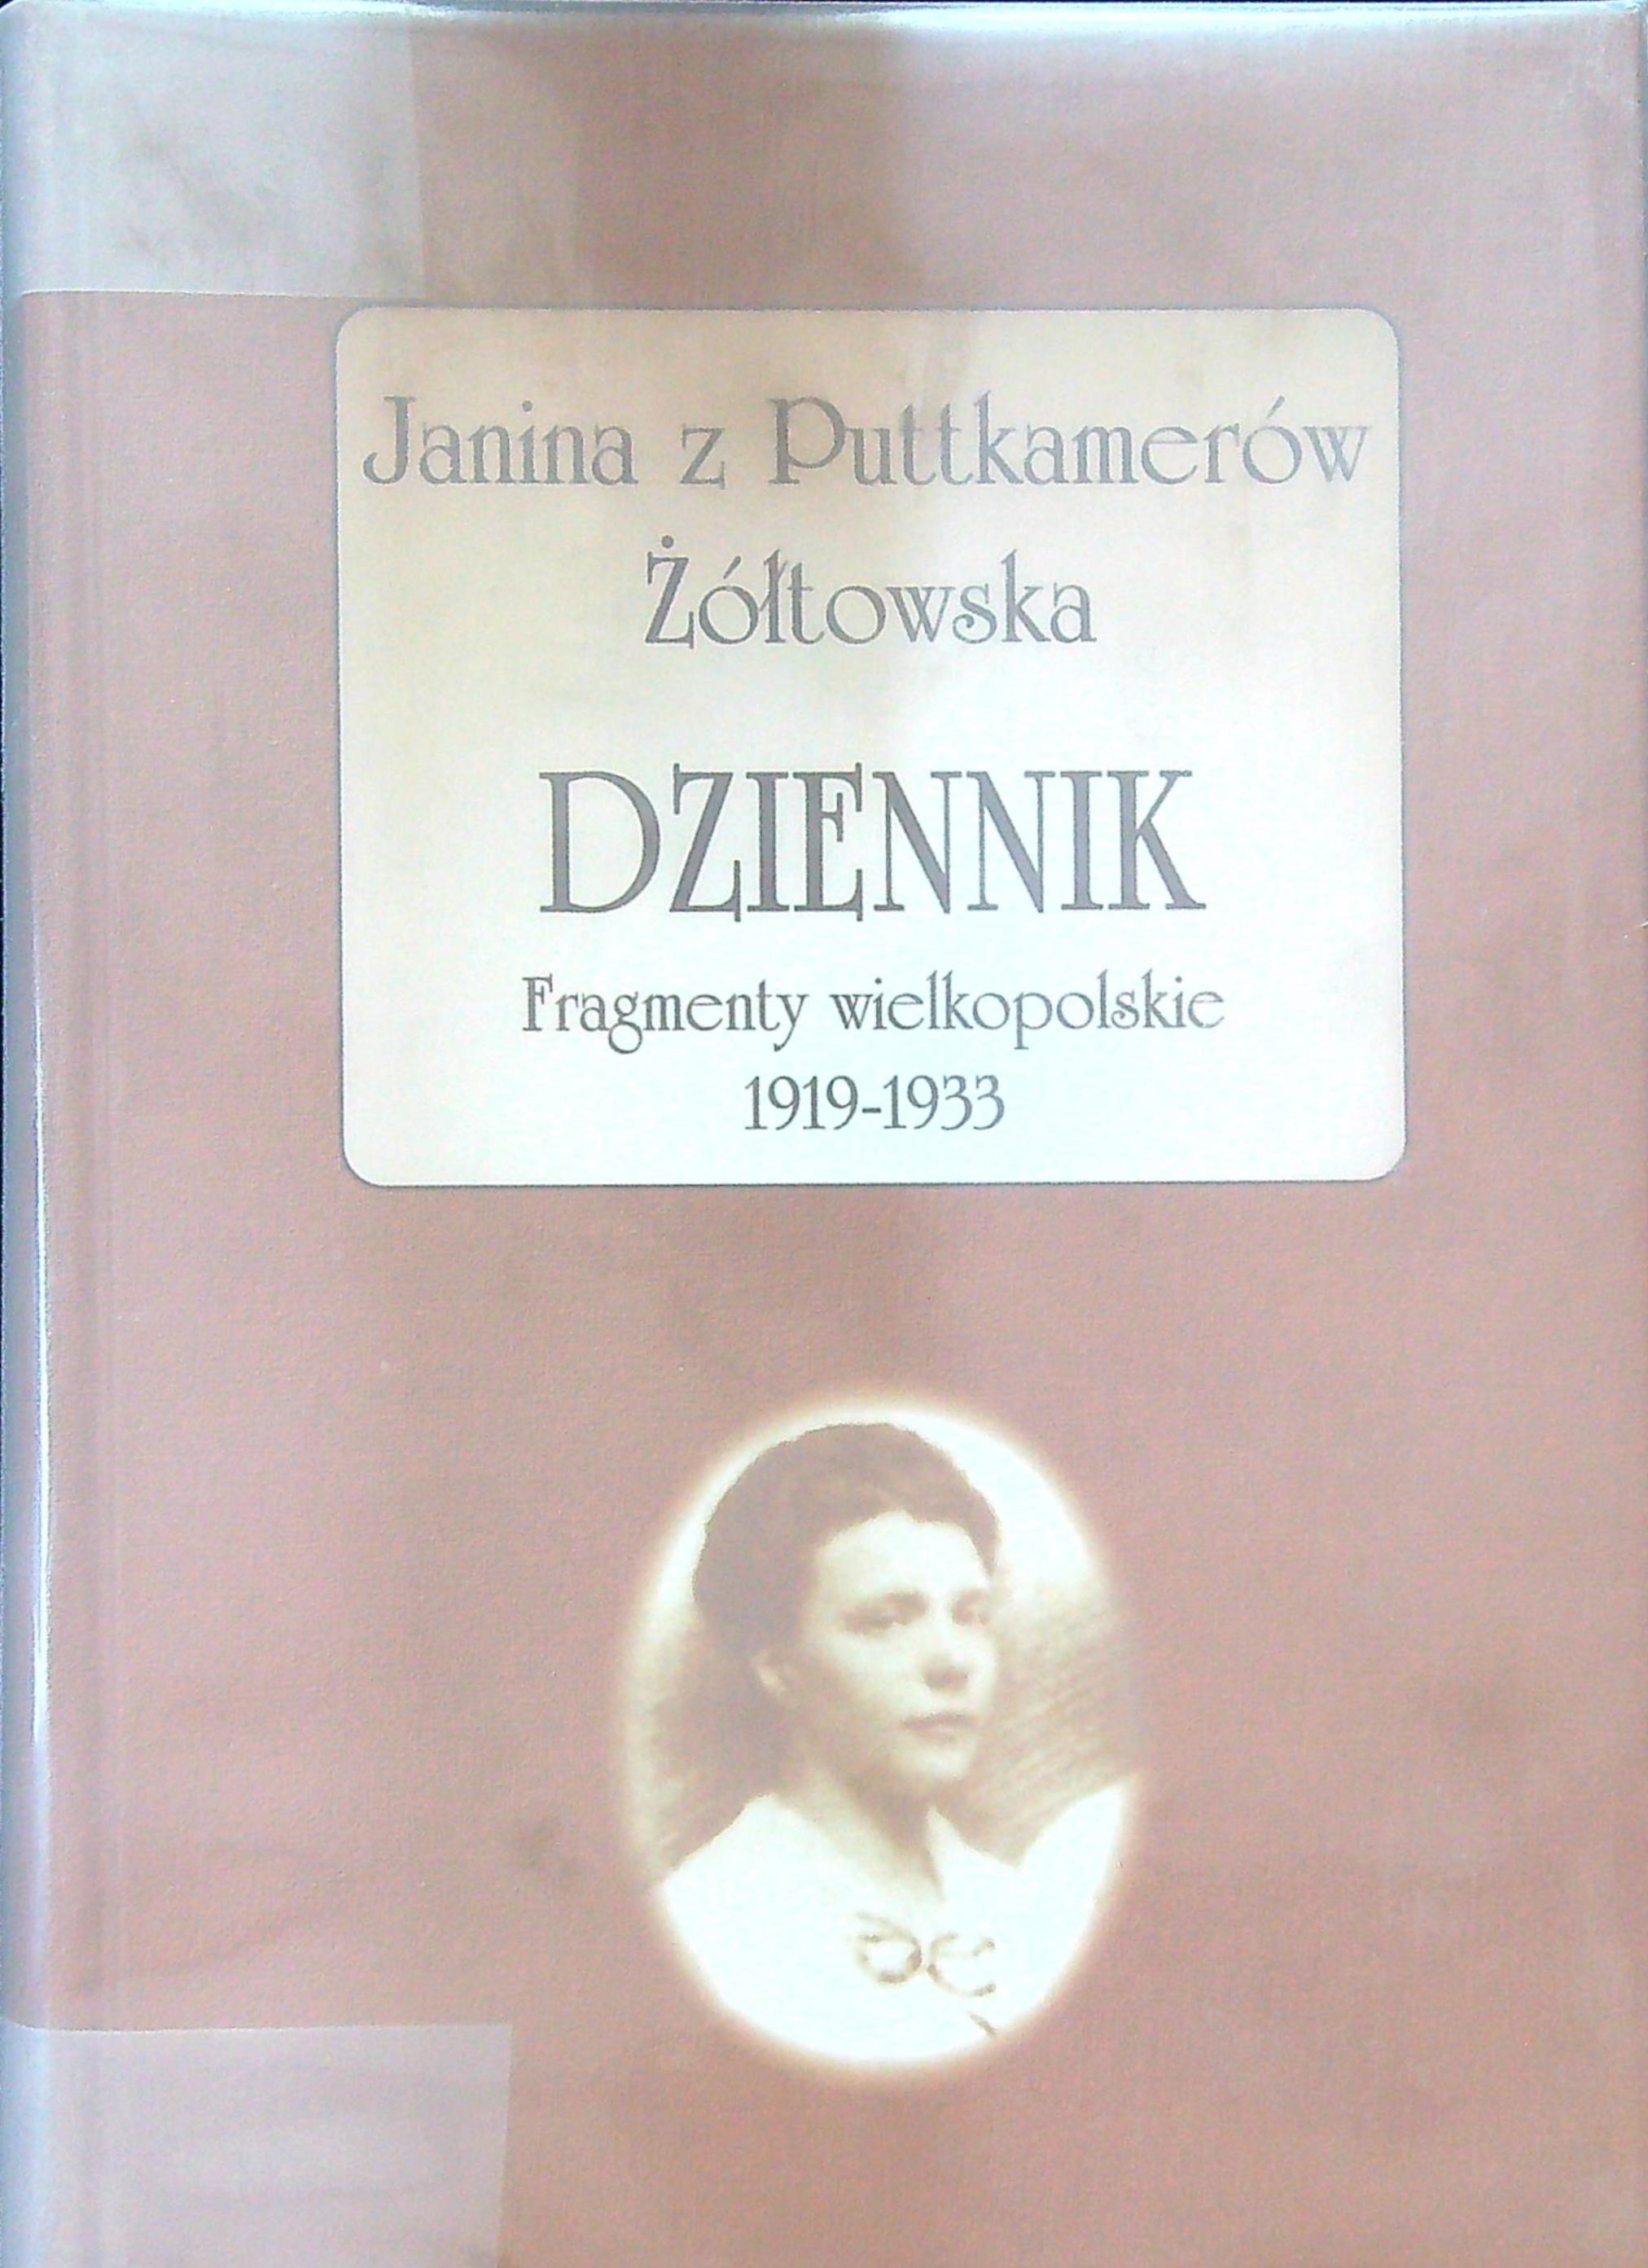 Janina z Puttkamerów
Żółtowska
DZIENNIK
Fragmenty wielkopolskie
1919-1933